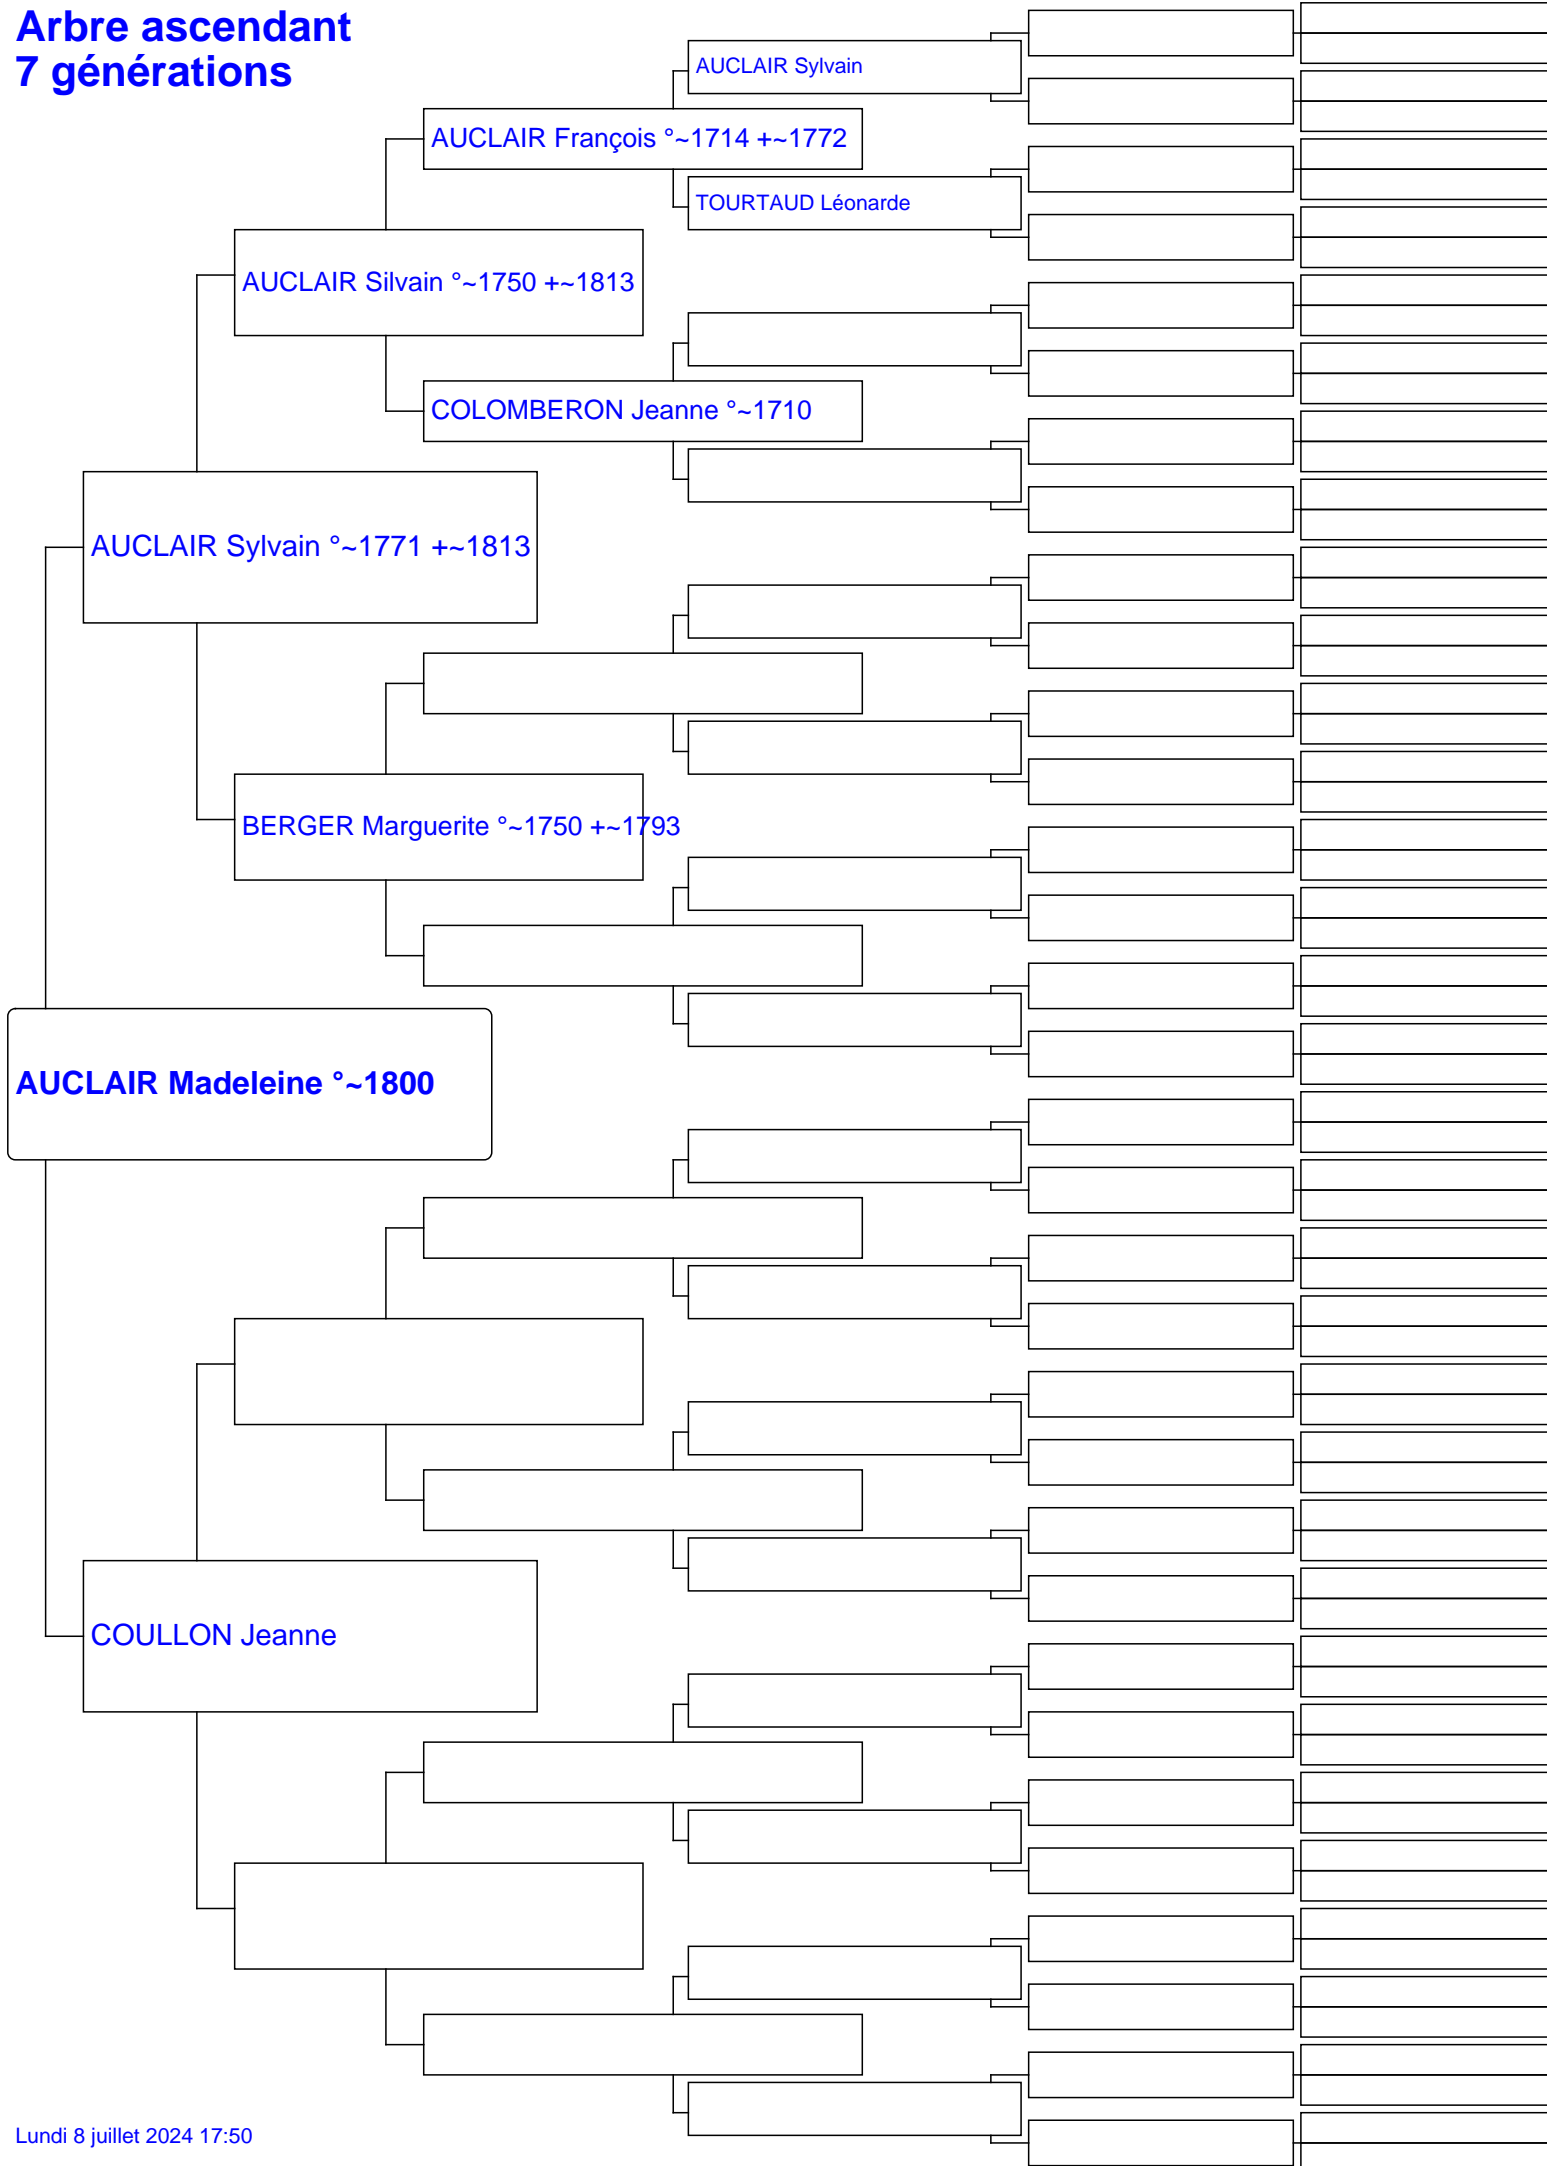 Arbre ascendant
7 générations
AUCLAIR Sylvain
AUCLAIR François °~1714 +~1772
TOURTAUD Léonarde
AUCLAIR Silvain °~1750 +~1813
COLOMBERON Jeanne °~1710
AUCLAIR Sylvain °~1771 +~1813
BERGER Marguerite °~1750 +~1793
AUCLAIR Madeleine °~1800
COULLON Jeanne
Lundi 8 juillet 2024 17:50